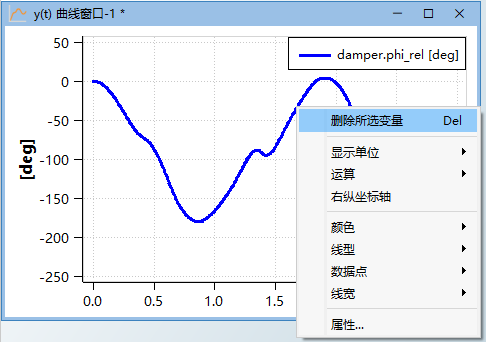 y(t) 曲线窗口-1 *
damper.phi_rel [deg]
50
0
-50
-100
-150
-200
-250
[deg]
0.0
0.5
1.0
1.5
删除所选变量 Del
显示单位
运算
右纵坐标轴
颜色
线型
数据点
线宽
属性...